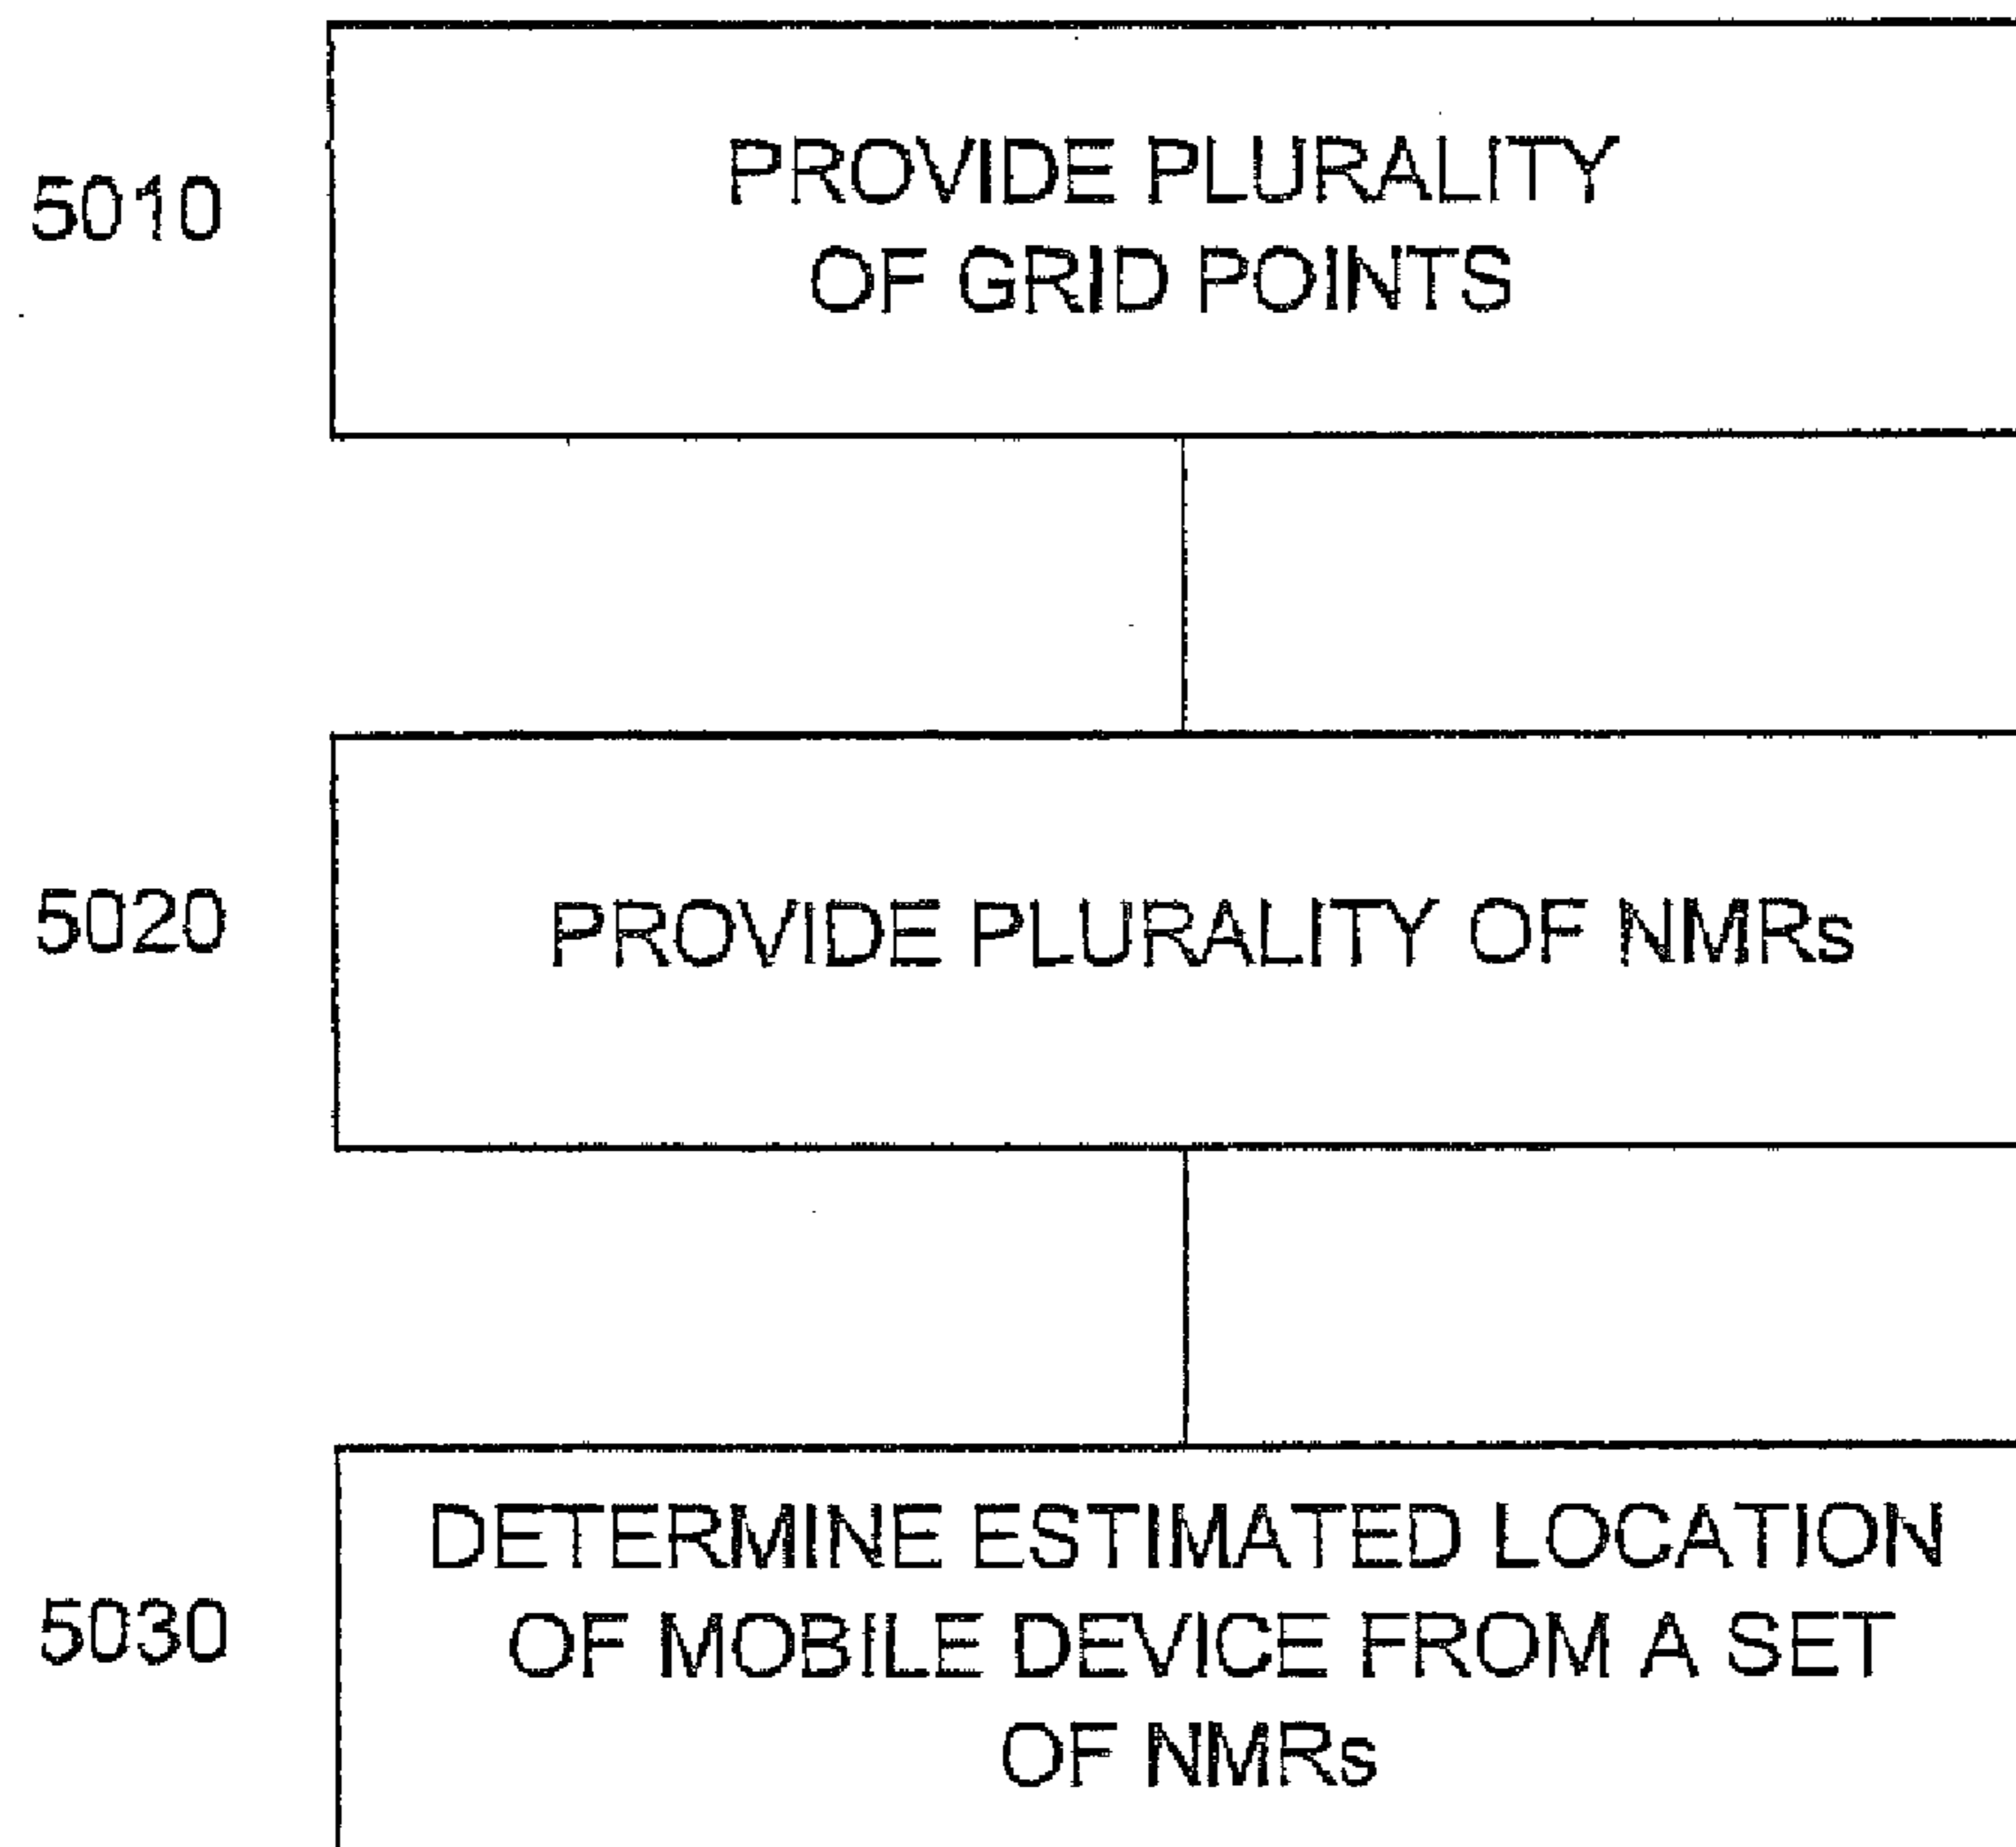 5010
PROVIDE PLURALITY
OF GRID POINTS
5020
PROVIDE PLURALITY OF NMRs
DETERMINE ESTIMATED LOCATION
5030
OF MOBILE DEVICE FROM A SET
OF NMRs